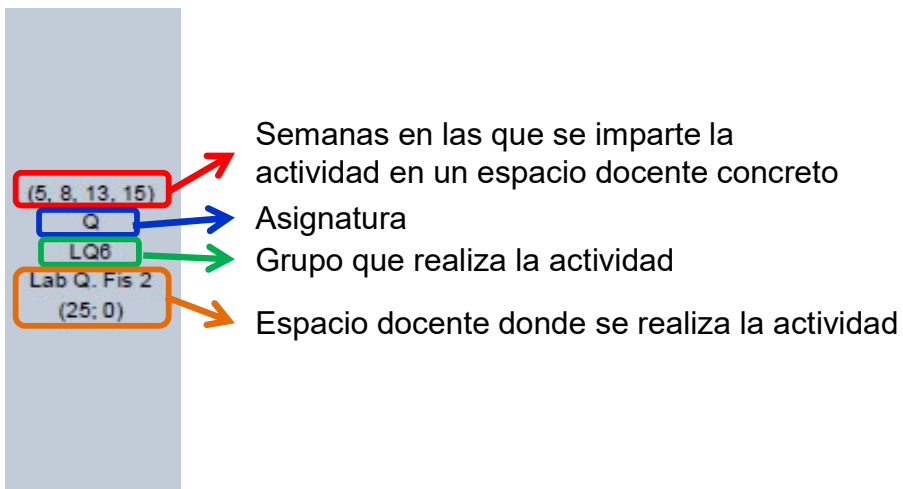 (5, 8, 13, 15)
Q
LQ6
Lab Q. Fis 2
(25; 0)
Semanas en las que se imparte la
actividad en un espacio docente concreto
Asignatura
Grupo que realiza la actividad
Espacio docente donde se realiza la actividad